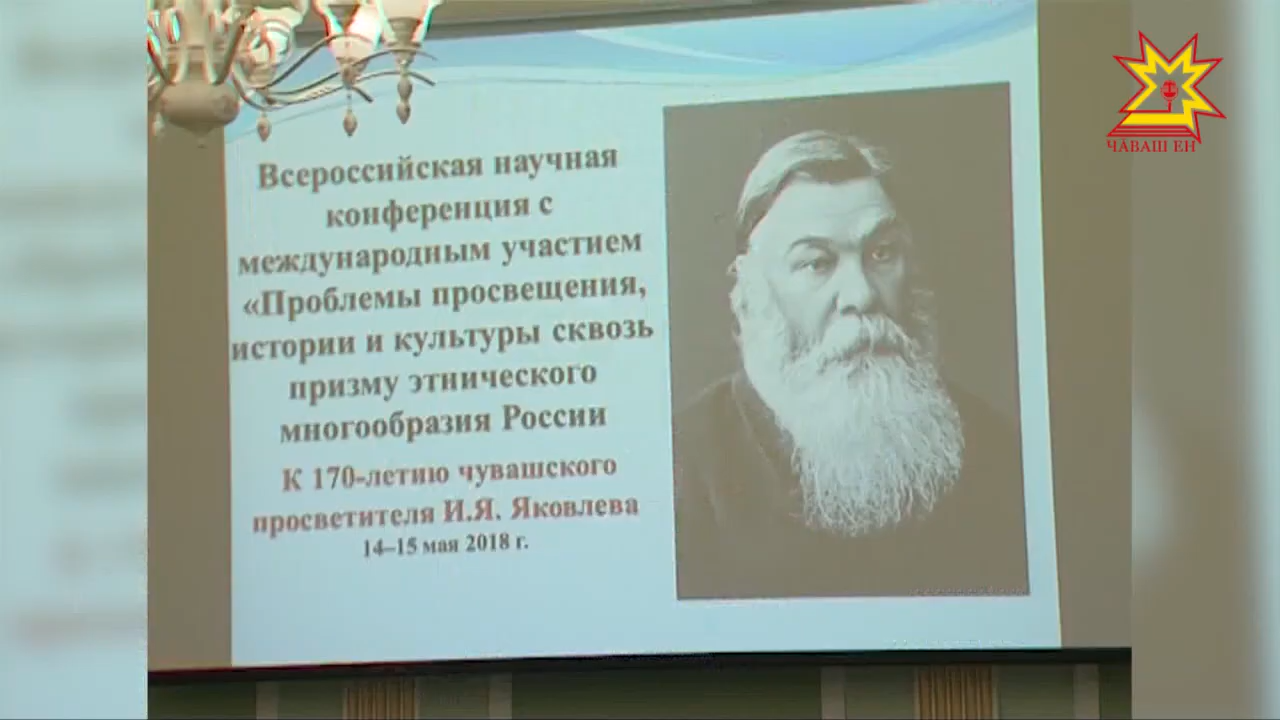 ЧӐВАШ ЕН
Всероссийская научная
конференция с
международным участием
«Проблемы просвещения,
истории и культуры сквозь
призму этнического
многообразия России
К 170-летию чувашского
просветителя И.Я. Яковлева
14–15 мая 2018 г.